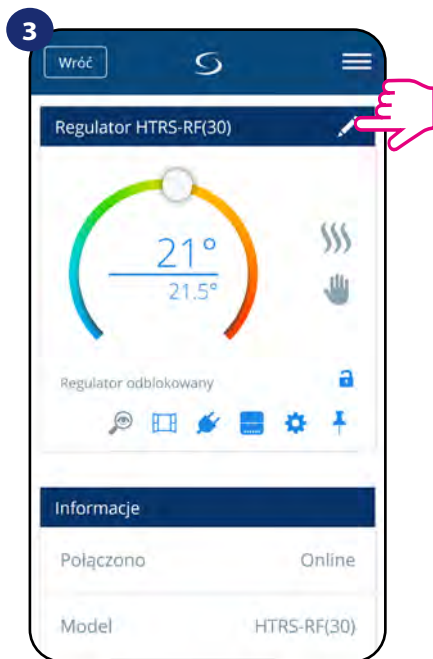 3
Wróć
Regulator HTRS-RF(30)
21°
21.5°
Regulator odblokowany
Informacje
Połączono Online
Model HTRS-RF(30)